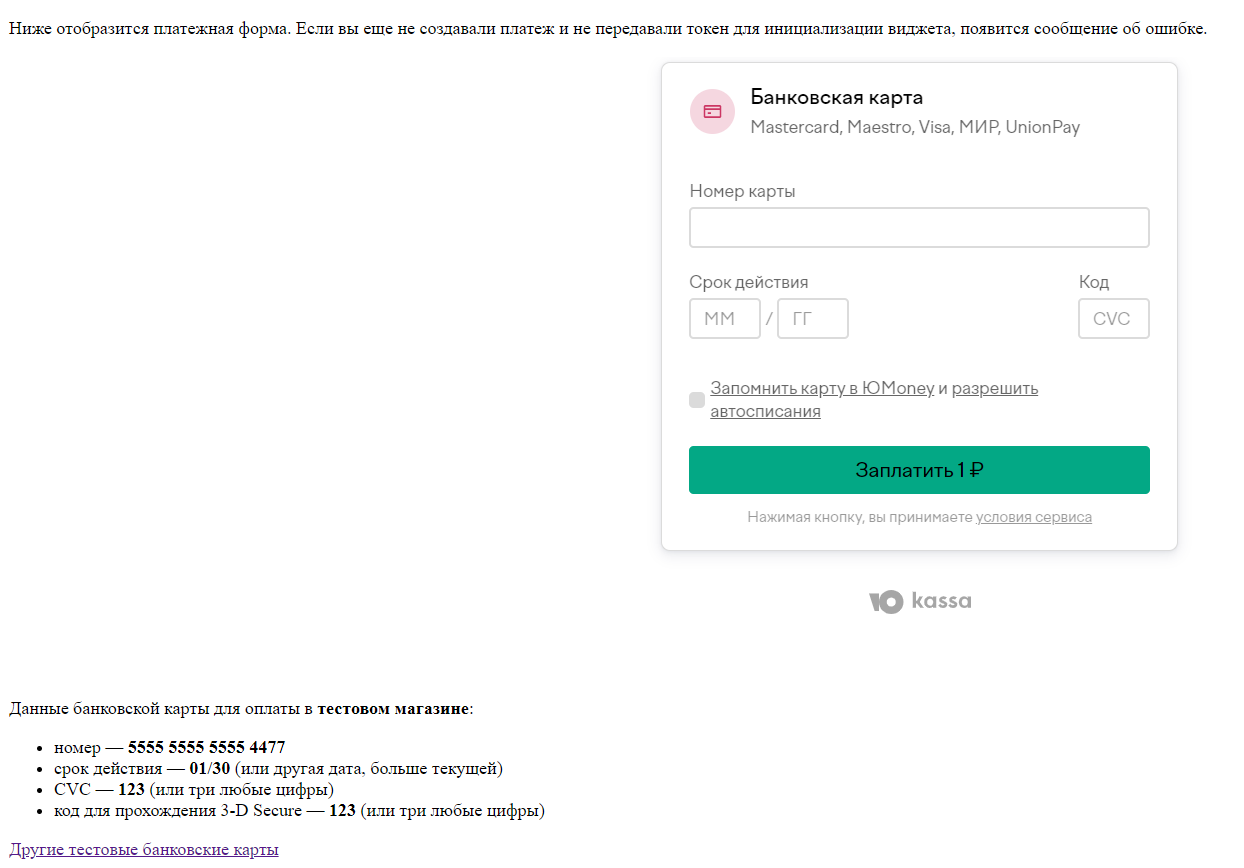 Ниже отобразится платежная форма. Если вы еще не создавали платеж и не передавали токен для инициализации виджета, появится сообщение об ошибке.
Банковская карта
Mastercard, Maestro, Visa, МИР, UnionPay
Номер карты
Срок действия Код
ММ / ГГ CVC
Запомнить карту в ЮMoney и разрешить
автосписания
Заплатить 1 ₽
Нажимая кнопку, вы принимаете условия сервиса
Ю kassa
Данные банковской карты для оплаты в тестовом магазине:
• номер — 5555 5555 5555 4477
• срок действия — 01/30 (или другая дата, больше текущей)
• CVC — 123 (или три любые цифры)
• код для прохождения 3-D Secure — 123 (или три любые цифры)
Другие тестовые банковские карты